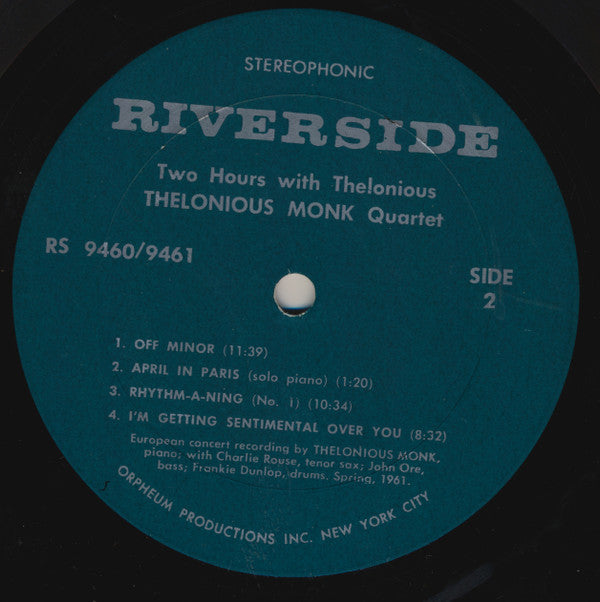 STEREOPHONIC
RIVERSIDE
Two Hours with Thelonious
THELONIOUS MONK Quartet
RS 9460/9461
SIDE
2
1. OFF MINOR (11:39)
2. APRIL IN PARIS (solo piano) (1:20)
3. RHYTHM-A-NING (No. 1) (10:34)
4. I'M GETTING SENTIMENTAL OVER YOU (8:32)
European concert recording by THELONIOUS MONK,
piano; with Charlie Rouse, tenor sax; John Ore,
bass; Frankie Dunlop, drums. Spring, 1961.
ORPHEUM PRODUCTIONS INC. NEW YORK CITY